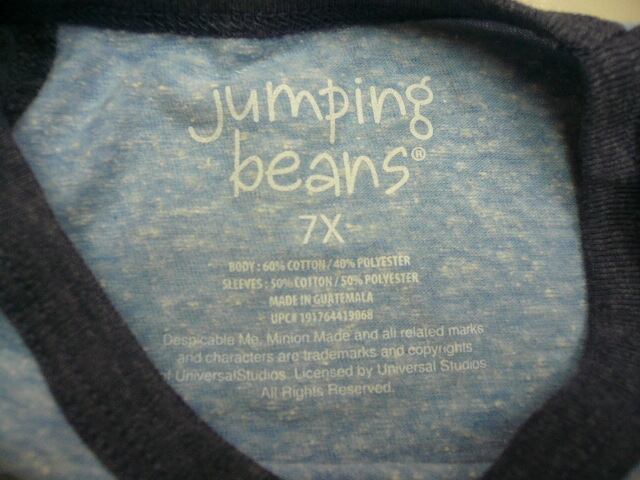 jumping
beans®
7X
BODY : 60% COTTON / 40% POLYESTER
SLEEVES : 50% COTTON / 50% POLYESTER
MADE IN GUATEMALA
UPC# 191764419068
Despicable Me, Minion Made and all related marks
and characters are trademarks and copyrights
of UniversalStudios. Licensed by Universal Studios
All Rights Reserved.